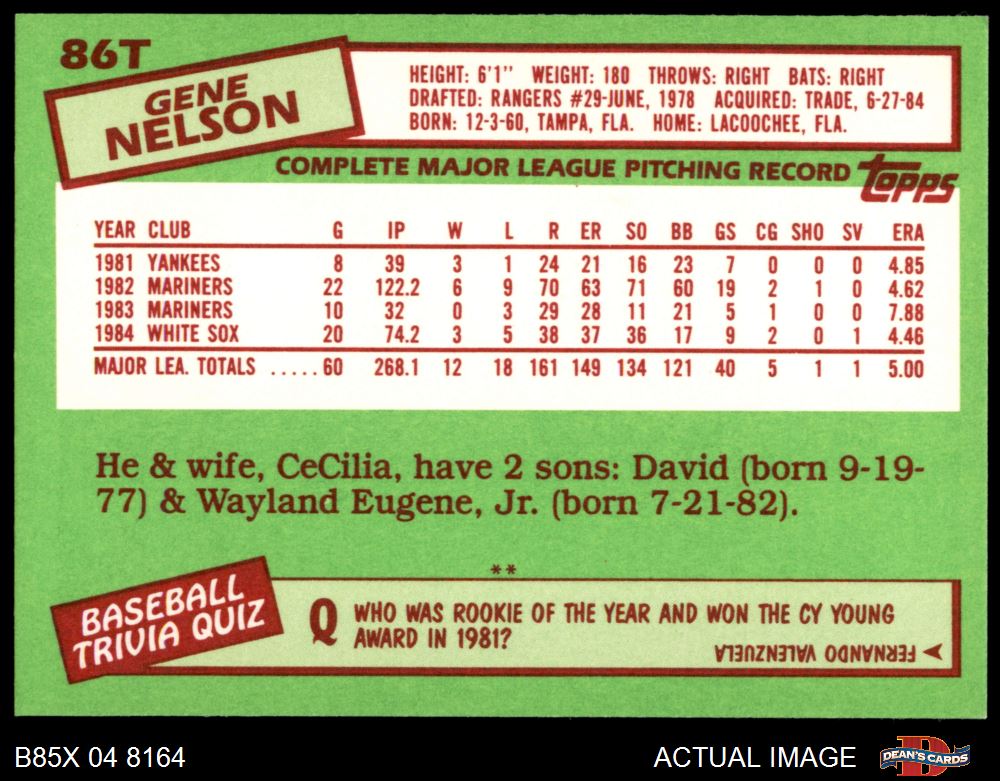 86T
GENE
NELSON
HEIGHT: 6'1" WEIGHT: 180 THROWS: RIGHT BATS: RIGHT
DRAFTED: RANGERS #29-JUNE, 1978 ACQUIRED: TRADE, 6-27-84
BORN: 12-3-60, TAMPA, FLA. HOME: LACOOCHEE, FLA.
COMPLETE MAJOR LEAGUE PITCHING RECORD topps
YEAR CLUB G IP W L R ER SO BB GS CG SHO SV ERA
1981 YANKEES 8 39 3 1 24 21 16 23 7 0 0 0 4.85
1982 MARINERS 22 122.2 6 9 70 63 71 60 19 2 1 0 4.62
1983 MARINERS 10 32 0 3 29 28 11 21 5 1 0 0 7.88
1984 WHITE SOX 20 74.2 3 5 38 37 36 17 9 2 0 1 4.46
MAJOR LEA. TOTALS ..... 60 268.1 12 18 161 149 134 121 40 5 1 1 5.00
He & wife, CeCilia, have 2 sons: David (born 9-19-
77) & Wayland Eugene, Jr. (born 7-21-82).
**
BASEBALL
TRIVIA QUIZ
Q WHO WAS ROOKIE OF THE YEAR AND WON THE CY YOUNG
AWARD IN 1981?
FERNANDO VALENZUELA
B85X 04 8164 ACTUAL IMAGE DEAN'S CARDS